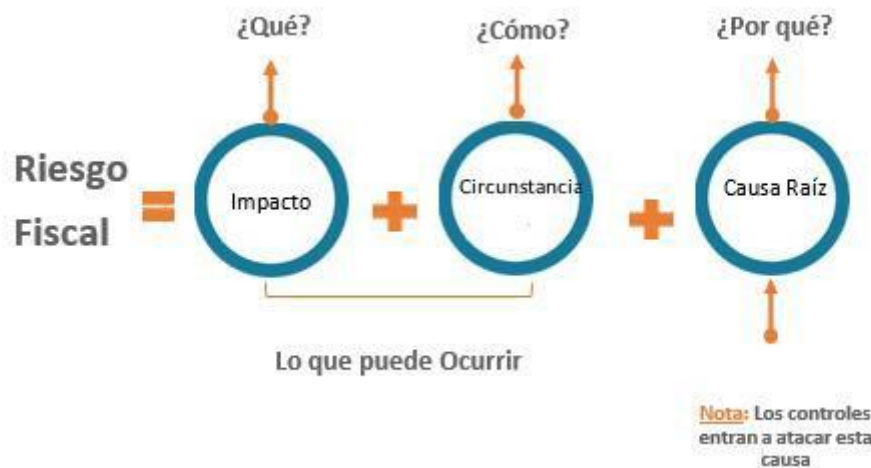 ¿Qué?
¿Cómo?
¿Por qué?
Riesgo
Fiscal
=
Impacto
+
Circunstancia
+
Causa Raíz
Lo que puede Ocurrir
Nota: Los controles
entran a atacar esta
causa